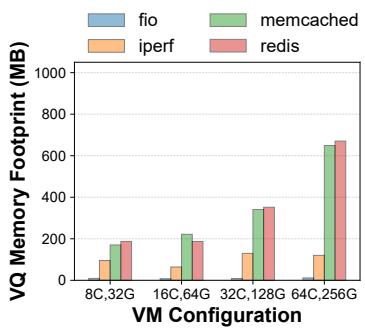 fio
memcached
iperf
redis
VQ Memory Footprint (MB)
1000
800
600
400
200
0
8C,32G
16C,64G
32C,128G
64C,256G
VM Configuration